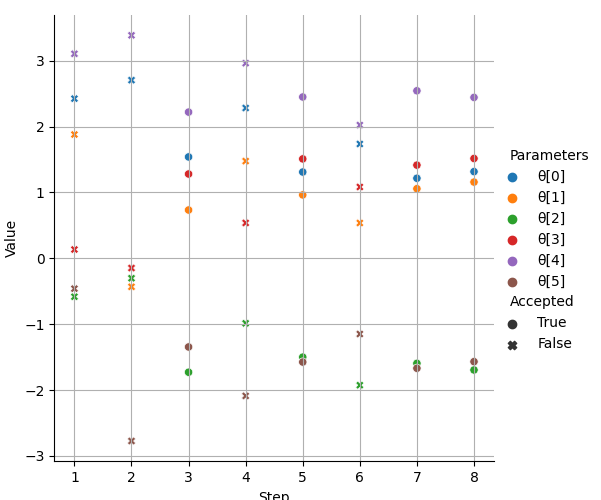 3
2
1
0
−1
−2
−3
Value
1 2 3 4 5 6 7 8
Step
Parameters
θ[0]
θ[1]
θ[2]
θ[3]
θ[4]
θ[5]
Accepted
True
False